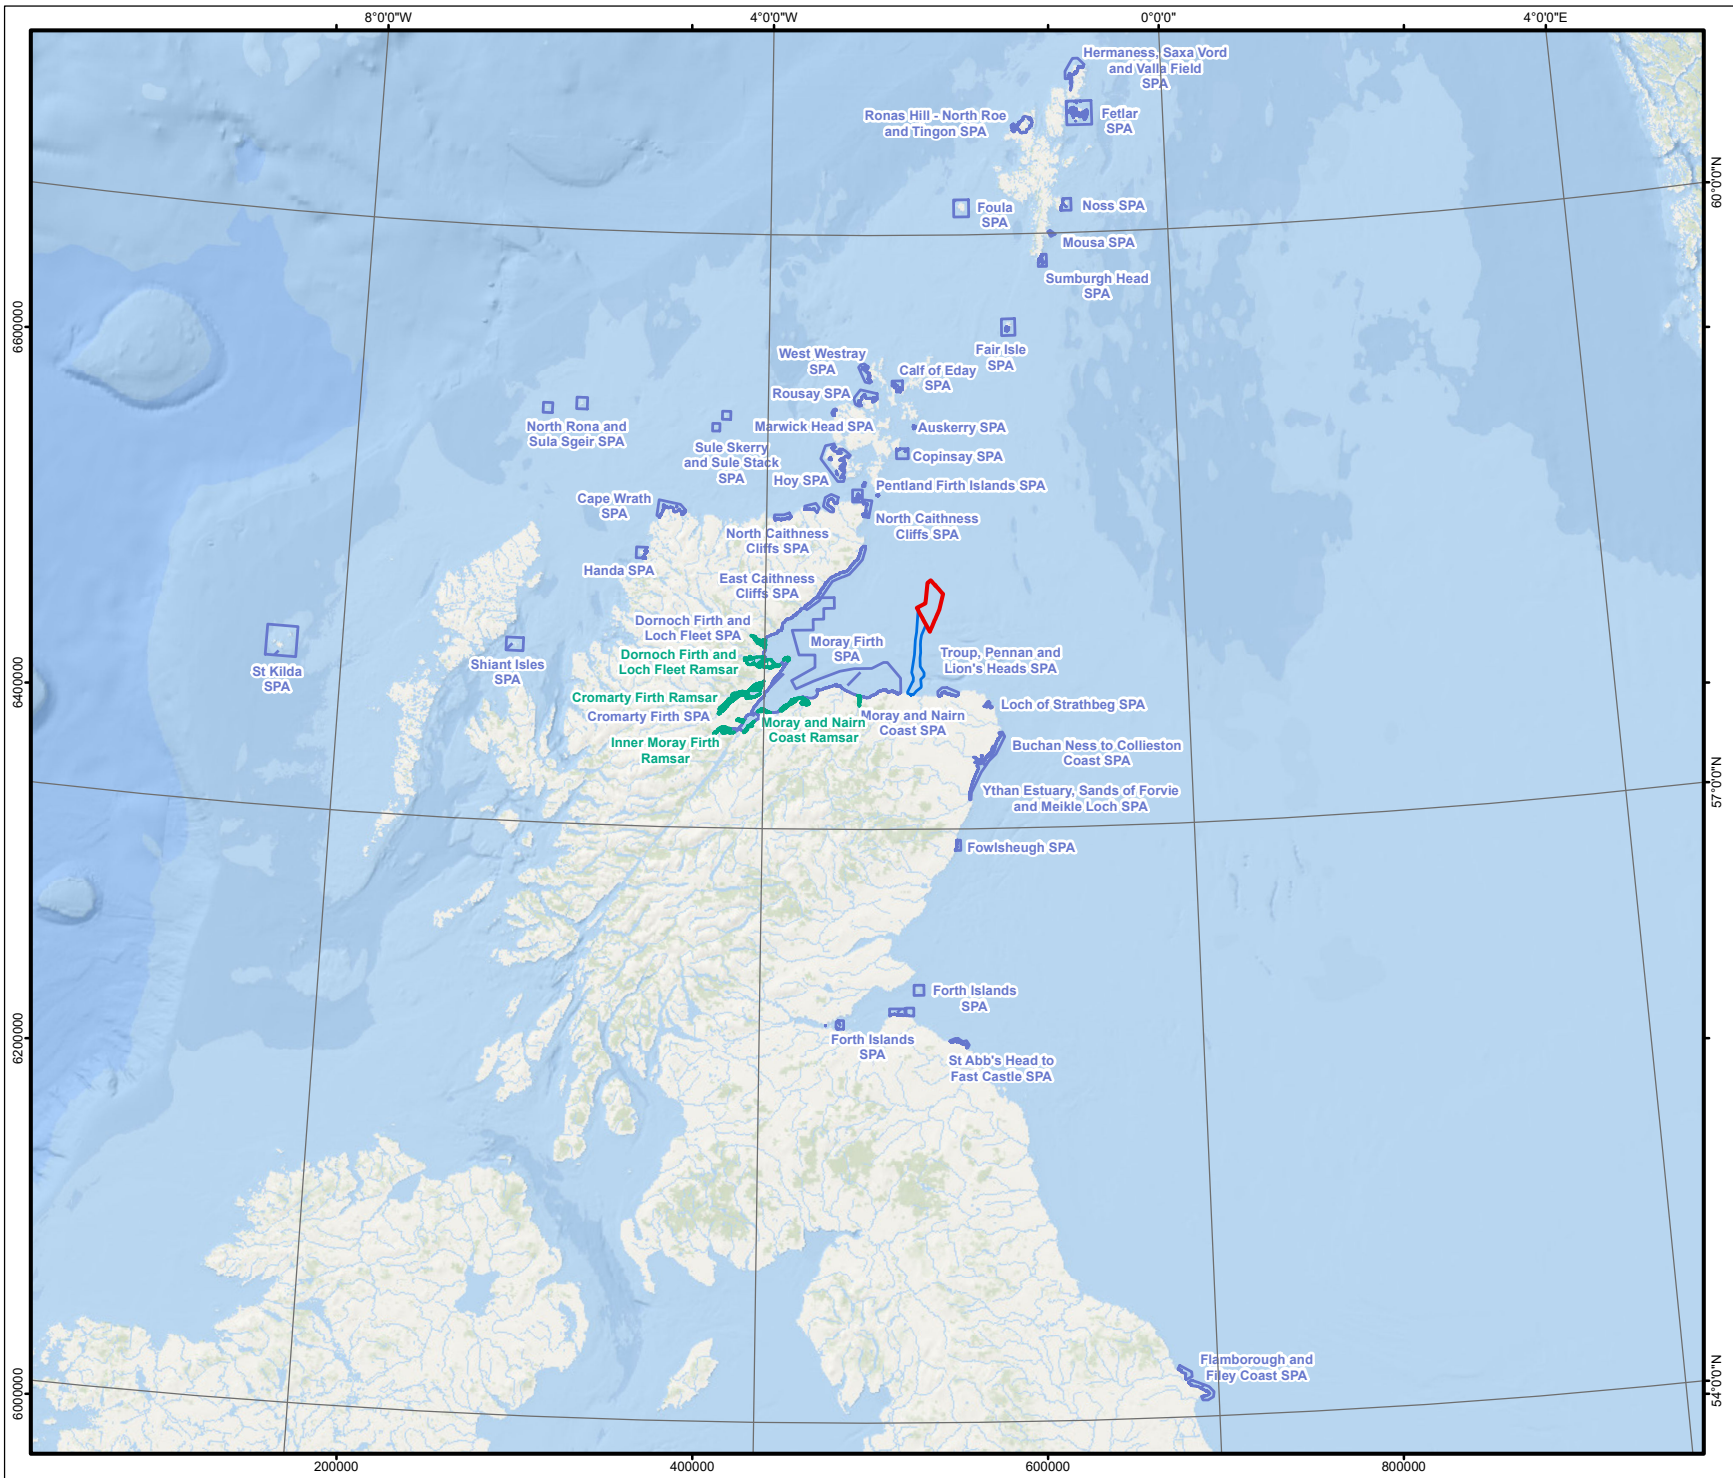 8°0'0"W
4°0'0"W
0°0'0"
4°0'0"E
Hermaness, Saxa Vord
and Valla Field
SPA
Ronas Hill - North Roe
and Tingon SPA
Fetlar
SPA
60°0'0"N
Foula
SPA
Noss SPA
Mousa SPA
Sumburgh Head
SPA
6600000
Fair Isle
SPA
West Westray
SPA
Calf of Eday
SPA
Rousay SPA
North Rona and
Sula Sgeir SPA
Marwick Head SPA
Auskerry SPA
Sule Skerry
and Sule Stack
SPA
Copinsay SPA
Hoy SPA
Pentland Firth Islands SPA
Cape Wrath
SPA
North Caithness
Cliffs SPA
North Caithness
Cliffs SPA
Handa SPA
East Caithness
Cliffs SPA
Dornoch Firth and
Loch Fleet SPA
Moray Firth
SPA
Troup, Pennan and
Lion's Heads SPA
St Kilda
SPA
Shiant Isles
SPA
Dornoch Firth and
Loch Fleet Ramsar
6400000
Cromarty Firth Ramsar
Cromarty Firth SPA
Loch of Strathbeg SPA
Moray and Nairn
Coast Ramsar
Moray and Nairn
Coast SPA
Inner Moray Firth
Ramsar
Buchan Ness to Collieston
Coast SPA
57°0'0"N
Ythan Estuary, Sands of Forvie
and Meikle Loch SPA
Fowlsheugh SPA
Forth Islands
SPA
6200000
Forth Islands
SPA
St Abb's Head to
Fast Castle SPA
Flamborough and
Filey Coast SPA
6000000
54°0'0"N
200000
400000
600000
800000